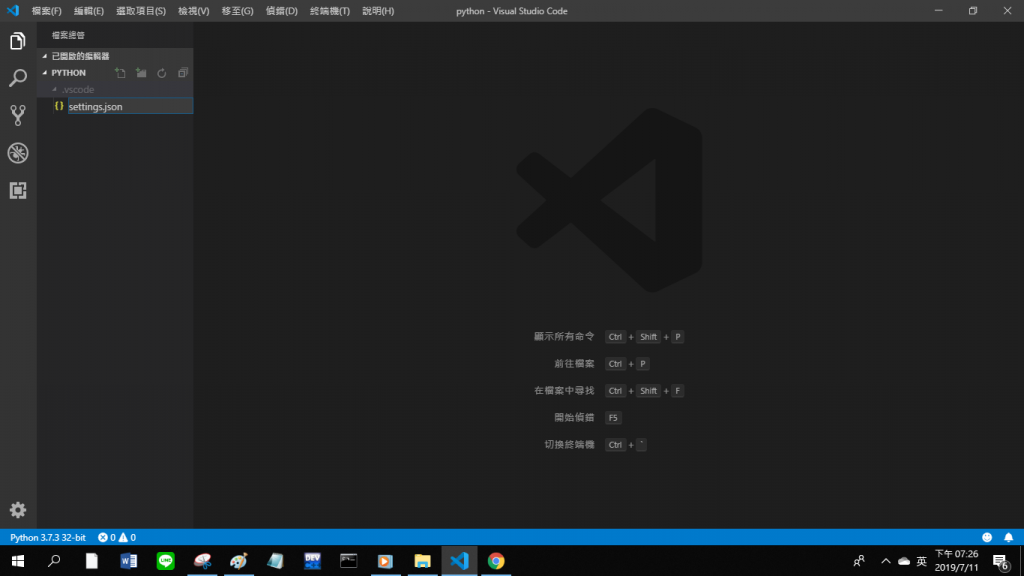 檔案(F) 編輯(E) 選取項目(S) 檢視(V) 移至(G) 偵錯(D) 終端機(T) 說明(H) python - Visual Studio Code
檔案總管
已開啟的編輯器
PYTHON
.vscode
{} settings.json
顯示所有命令 Ctrl + Shift + P
前往檔案 Ctrl + P
在檔案中尋找 Ctrl + Shift + F
開始偵錯 F5
切換終端機 Ctrl + `
Python 3.7.3 32-bit 0 0
W LINE DEV C++ 英 下午 07:26
2019/7/11 6